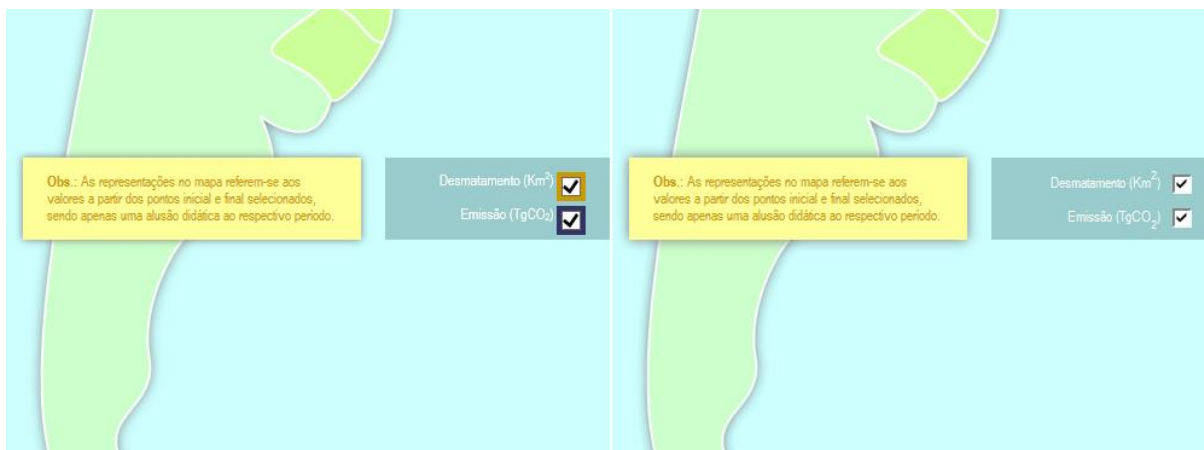 Obs.: As representações no mapa referem-se aos
valores a partir dos pontos inicial e final selecionados,
sendo apenas uma alusão didática ao respectivo período.
Desmatamento (Km²)
Emissão (TgCO₂)
Obs.: As representações no mapa referem-se aos
valores a partir dos pontos inicial e final selecionados,
sendo apenas uma alusão didática ao respectivo período.
Desmatamento (Km²)
Emissão (TgCO₂)